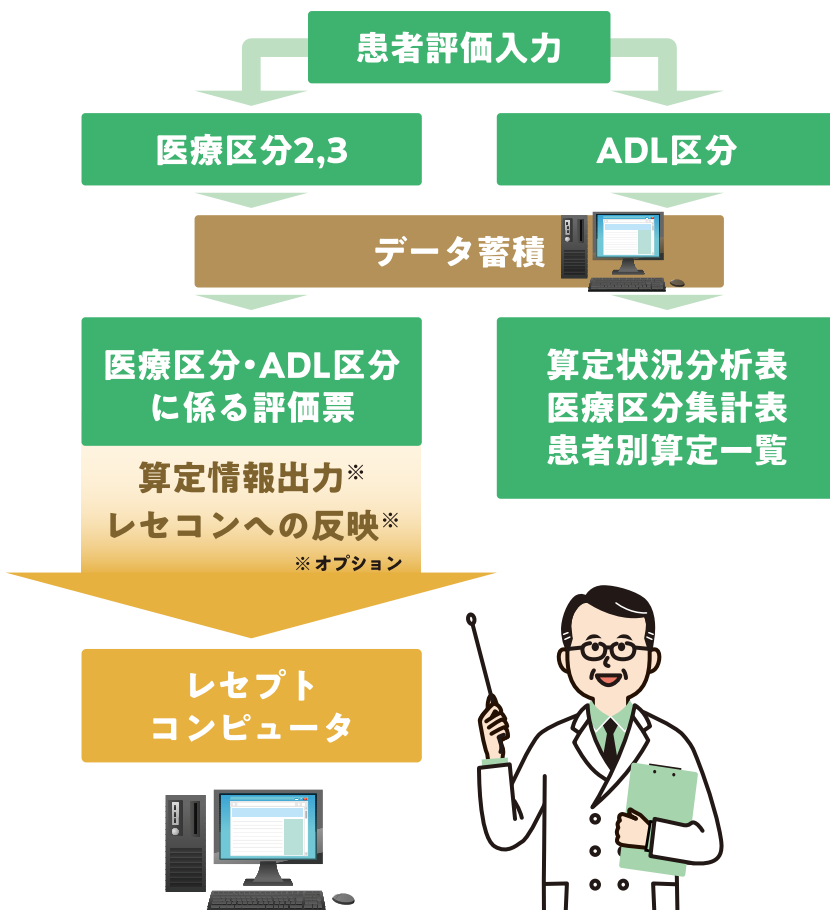 患者評価入力
医療区分2,3
ADL区分
データ蓄積
医療区分・ADL区分
に係る評価票
算定状況分析表
医療区分集計表
患者別算定一覧
算定情報出力※
レセコンへの反映※
※オプション
レセプト
コンピュータ